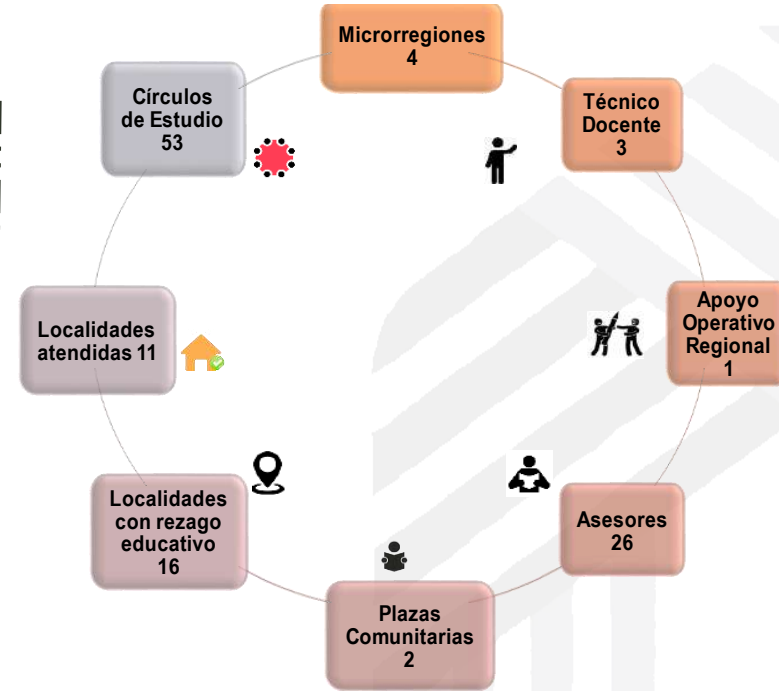 Microrregiones
4
Técnico
Docente
3
Apoyo
Operativo
Regional
1
Asesores
26
Plazas
Comunitarias
2
Localidades
con rezago
educativo
16
Localidades
atendidas 11
Círculos
de Estudio
53